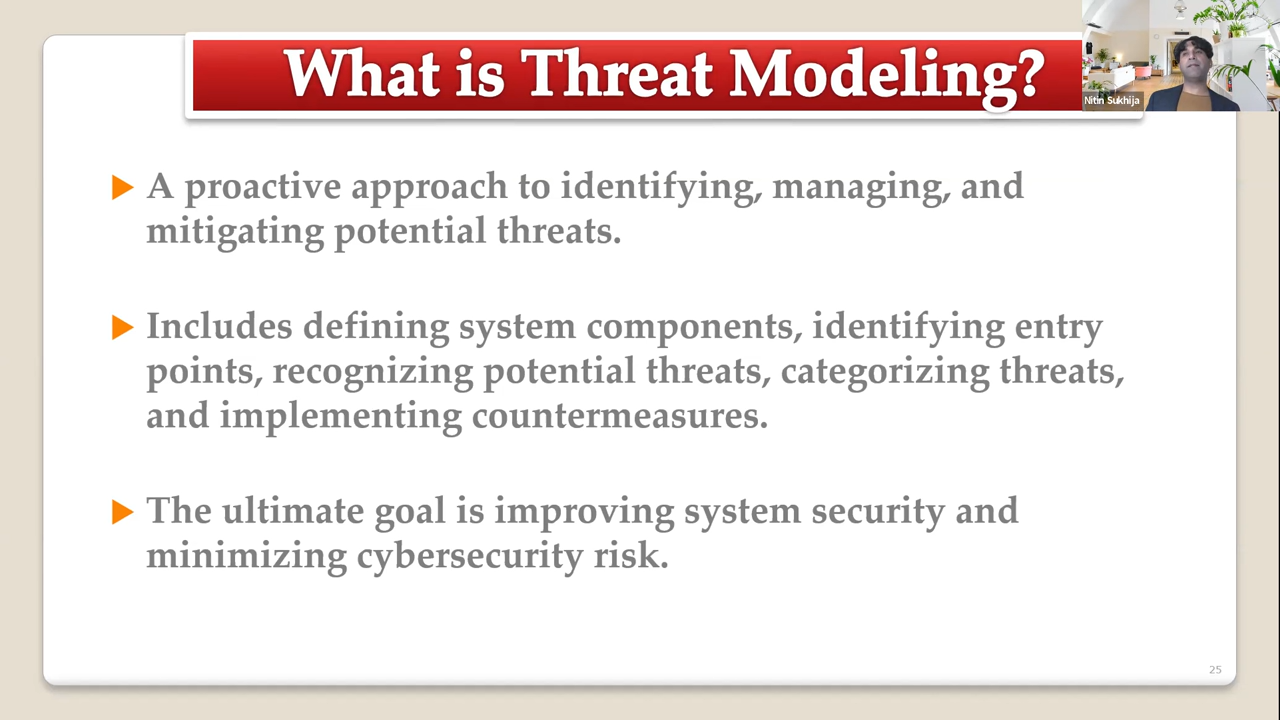 What is Threat Modeling?
Nitin Sukhija
A proactive approach to identifying, managing, and
mitigating potential threats.
Includes defining system components, identifying entry
points, recognizing potential threats, categorizing threats,
and implementing countermeasures.
The ultimate goal is improving system security and
minimizing cybersecurity risk.
25